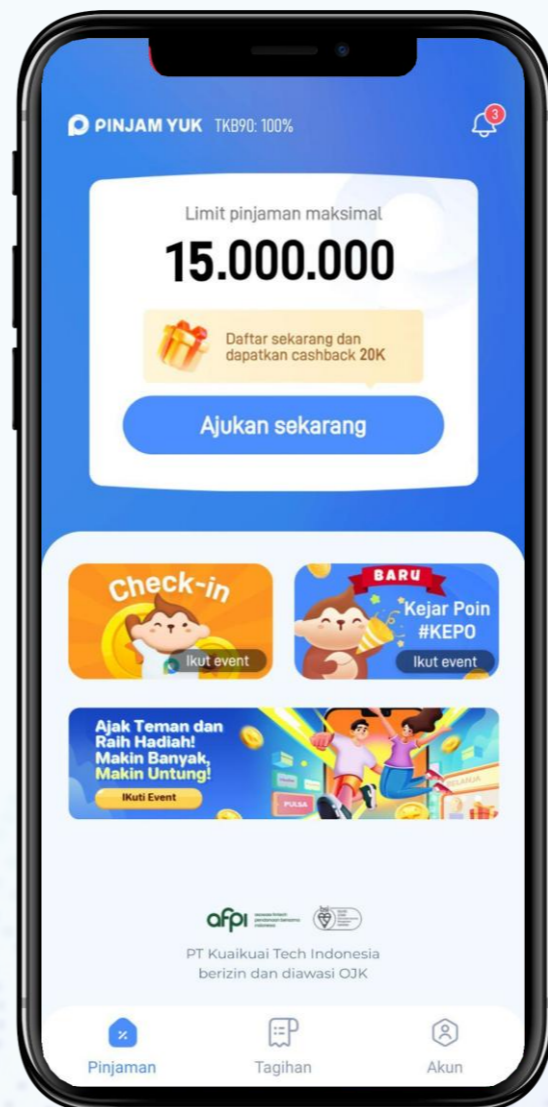 PINJAM YUK TKB90: 100%
3
Limit pinjaman maksimal
15.000.000
Daftar sekarang dan
dapatkan cashback 20K
Ajukan sekarang
Check-in
Ikut event
BARU
Kejar Poin
#KEPO
Ikut event
Ajak Teman dan
Raih Hadiah!
Makin Banyak,
Makin Untung!
IKuti Event
PULSA
BELANJA
afpi
PT Kuaikuai Tech Indonesia
berizin dan diawasi OJK
Pinjaman
Tagihan
Akun